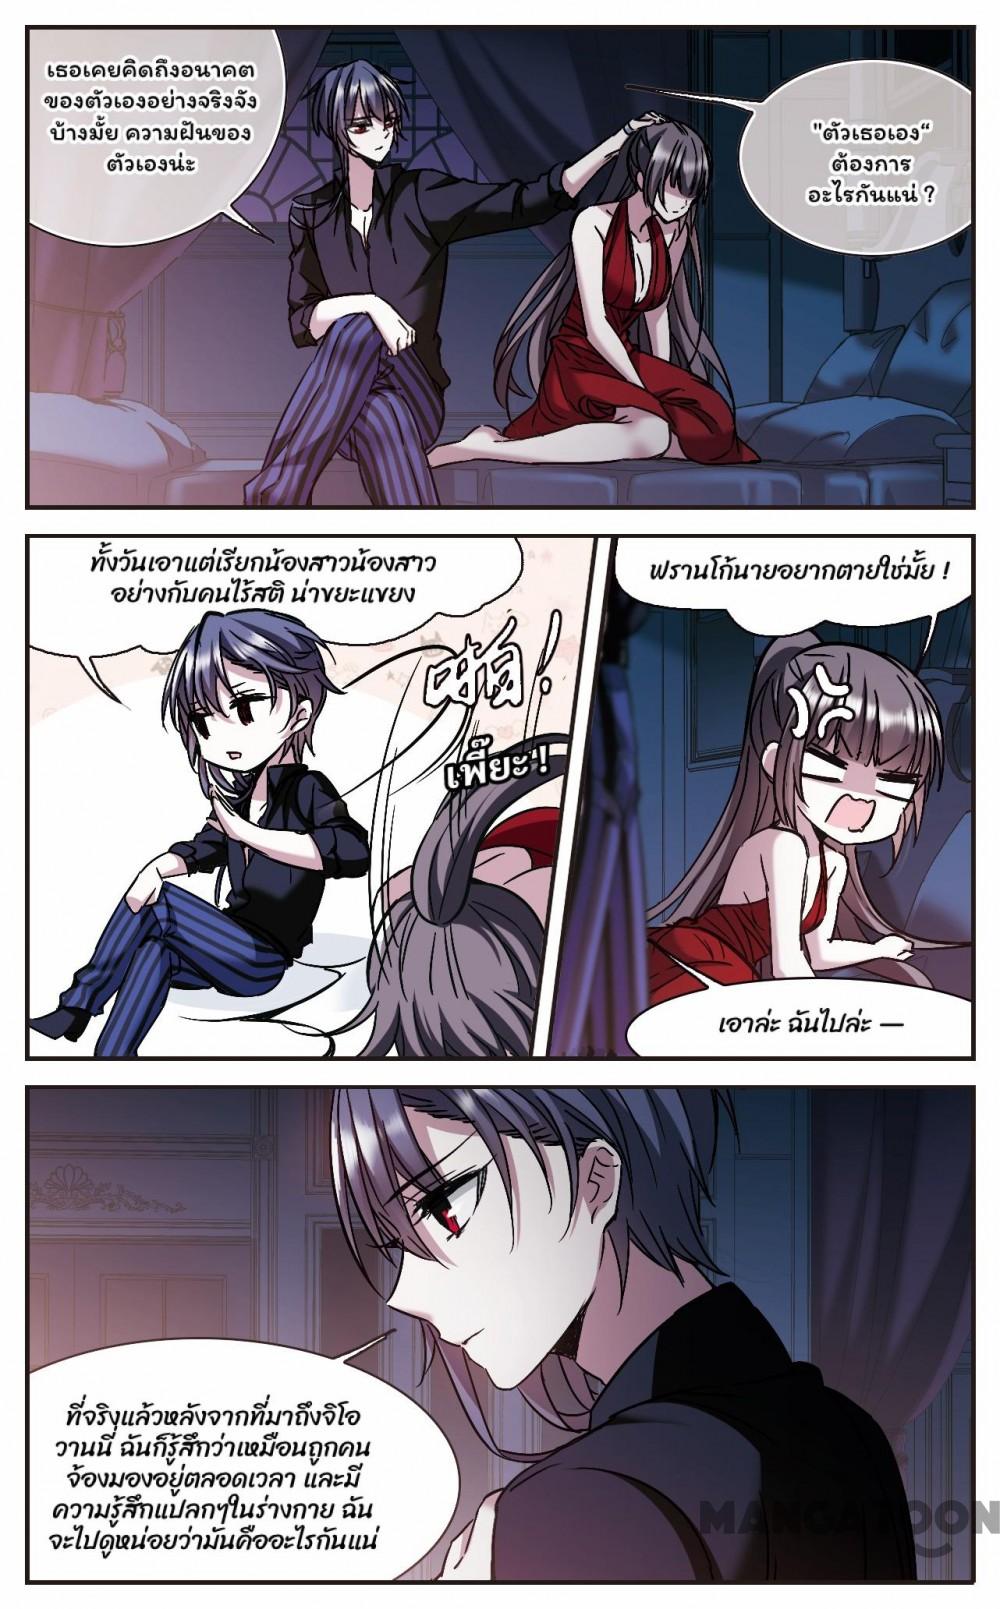 เธอเคยคิดถึงอนาคต
ของตัวเองอย่างจริงจัง
บ้างมั้ย ความฝันของ
ตัวเองน่ะ
"ตัวเธอเอง“
ต้องการ
อะไรกันแน่ ?
ทั้งวันเอาแต่เรียกน้องสาวน้องสาว
อย่างกับคนไร้สติ น่าขยะแขยง
เพี๊ยะ !
ฟรานโก้นายอยากตายใช่มั้ย !
เอาล่ะ ฉันไปล่ะ —
ที่จริงแล้วหลังจากที่มาถึงจิโอ
วานนี่ ฉันก็รู้สึกว่าเหมือนถูกคน
จ้องมองอยู่ตลอดเวลา และมี
ความรู้สึกแปลกๆในร่างกาย ฉัน
จะไปดูหน่อยว่ามันคืออะไรกันแน่
MANGATOON